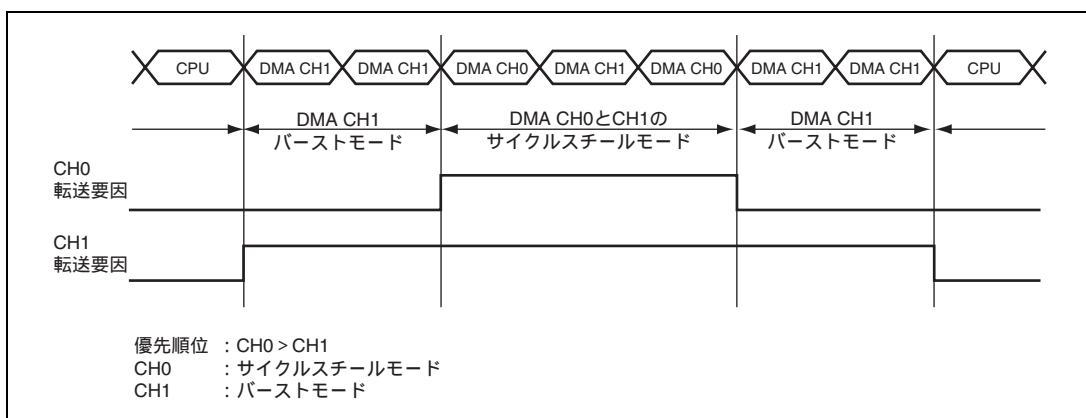 CPU DMA CH1 DMA CH1 DMA CH0 DMA CH1 DMA CH0 DMA CH1 DMA CH1 CPU
DMA CH1
バーストモード
DMA CH0とCH1の
サイクルスチールモード
DMA CH1
バーストモード
CH0
転送要因
CH1
転送要因
優先順位 : CH0 > CH1
CH0 : サイクルスチールモード
CH1 : バーストモード